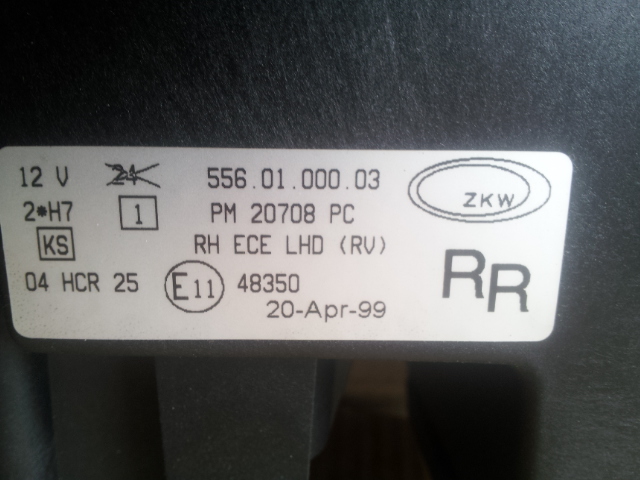 12 V 24 556.01.000.03
ZKW
2*H7 1 PM 20708 PC
KS RH ECE LHD (RV)
RR
04 HCR 25 E11 48350
20-Apr-99